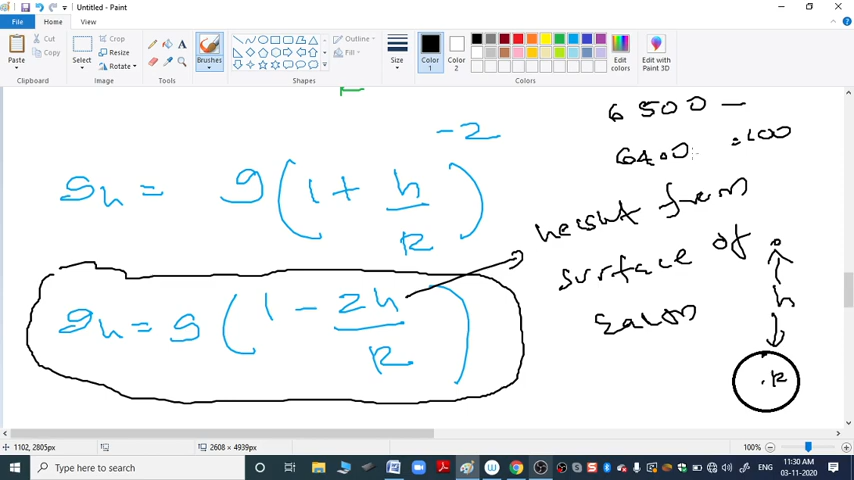 Untitled - Paint
File Home View
Cut
Copy
Paste
Clipboard
Crop
Resize
Rotate
Select
Image
Tools
Brushes
Shapes
Outline
Fill
Size
Color 1
Color 2
Edit colors
Edit with Paint 3D
Colors
6500 -
6400 = 100
R
gh = g(1 + h/R)^-2
height from
surface of
Earth
gh = g(1 - 2h/R)
h
R
1102, 2805px
2608 × 4939px
100%
Type here to search
ENG
11:30 AM
03-11-2020